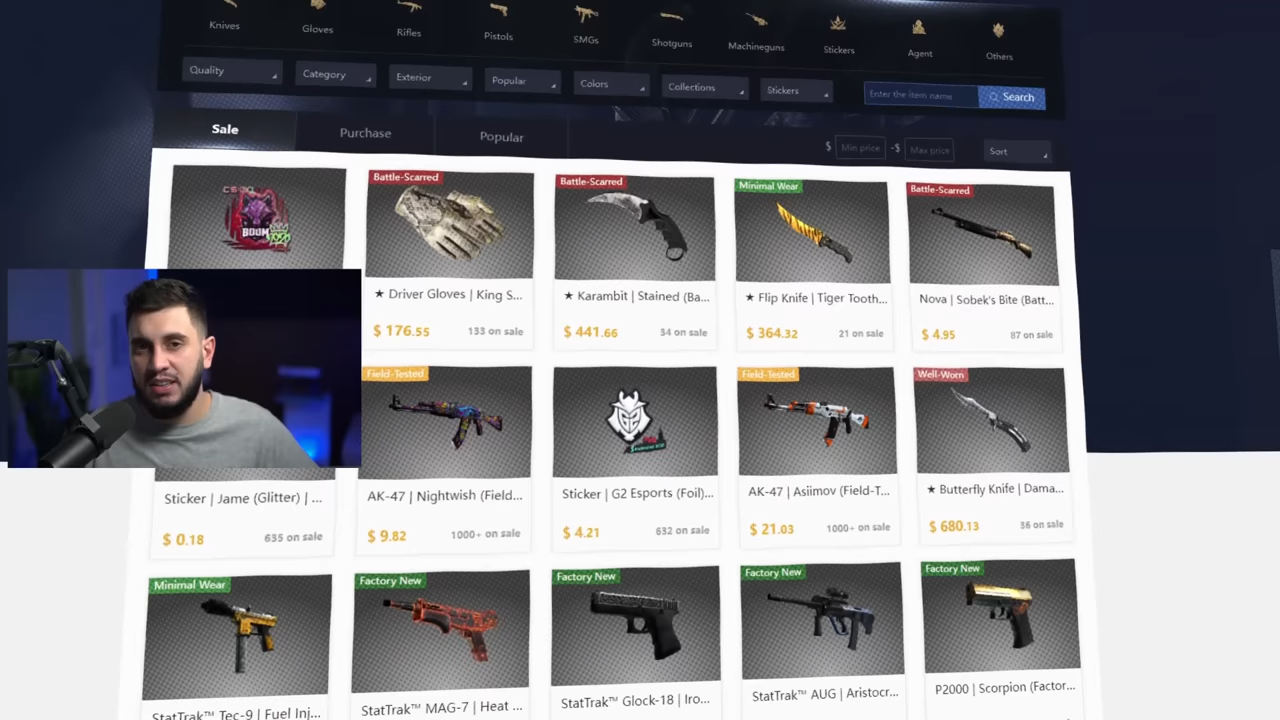 Knives
Gloves
Rifles
Pistols
SMGs
Shotguns
Machineguns
Stickers
Agent
Others
Quality
Category
Exterior
Popular
Colors
Collections
Stickers
Enter the item name
Search
Sale
Purchase
Popular
$ Min price -$ Max price
Sort
BOOM
Battle-Scarred
★ Driver Gloves | King S...
$ 176.55
133 on sale
Battle-Scarred
★ Karambit | Stained (Ba...
$ 441.66
34 on sale
Minimal Wear
★ Flip Knife | Tiger Tooth...
$ 364.32
21 on sale
Battle-Scarred
Nova | Sobek's Bite (Batt...
$ 4.95
87 on sale
Sticker | Jame (Glitter) | ...
$ 0.18
635 on sale
Field-Tested
AK-47 | Nightwish (Field...
$ 9.82
1000+ on sale
Sticker | G2 Esports (Foil)...
$ 4.21
632 on sale
Field-Tested
AK-47 | Asiimov (Field-T...
$ 21.03
1000+ on sale
Well-Worn
★ Butterfly Knife | Dama...
$ 680.13
36 on sale
Minimal Wear
StatTrak™ Tec-9 | Fuel Inj...
Factory New
StatTrak™ MAG-7 | Heat ...
Factory New
StatTrak™ Glock-18 | Iro...
Factory New
StatTrak™ AUG | Aristocr...
Factory New
P2000 | Scorpion (Factor...